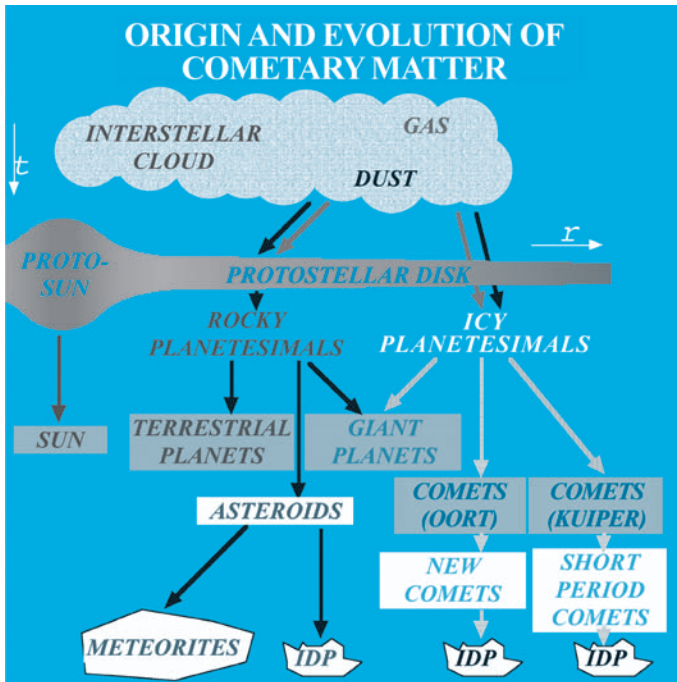 ORIGIN AND EVOLUTION OF
COMETARY MATTER
INTERSTELLAR
CLOUD
GAS
DUST
t
r
PROTO-
SUN
PROTOSTELLAR DISK
ROCKY
PLANETESIMALS
ICY
PLANETESIMALS
SUN
TERRESTRIAL
PLANETS
GIANT
PLANETS
ASTEROIDS
COMETS
(OORT)
COMETS
(KUIPER)
NEW
COMETS
SHORT
PERIOD
COMETS
METEORITES
IDP
IDP
IDP